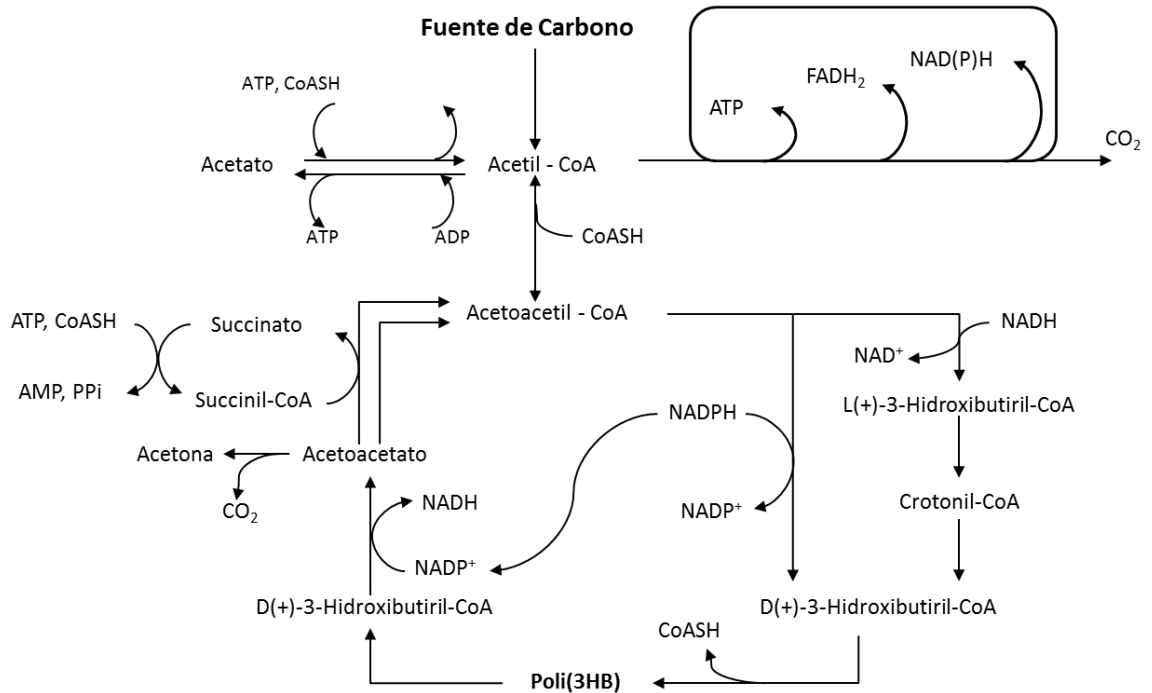 Fuente de Carbono
NAD(P)H
FADH₂
ATP, CoASH
ATP
CO₂
Acetato
Acetil - CoA
ATP
ADP
CoASH
Acetoacetil - CoA
ATP, CoASH
Succinato
NADH
NAD⁺
AMP, PPi
Succinil-CoA
L(+)-3-Hidroxibutiril-CoA
NADPH
Acetona
Acetoacetato
CO₂
NADH
NADP⁺
Crotonil-CoA
NADP⁺
D(+)-3-Hidroxibutiril-CoA
D(+)-3-Hidroxibutiril-CoA
CoASH
Poli(3HB)